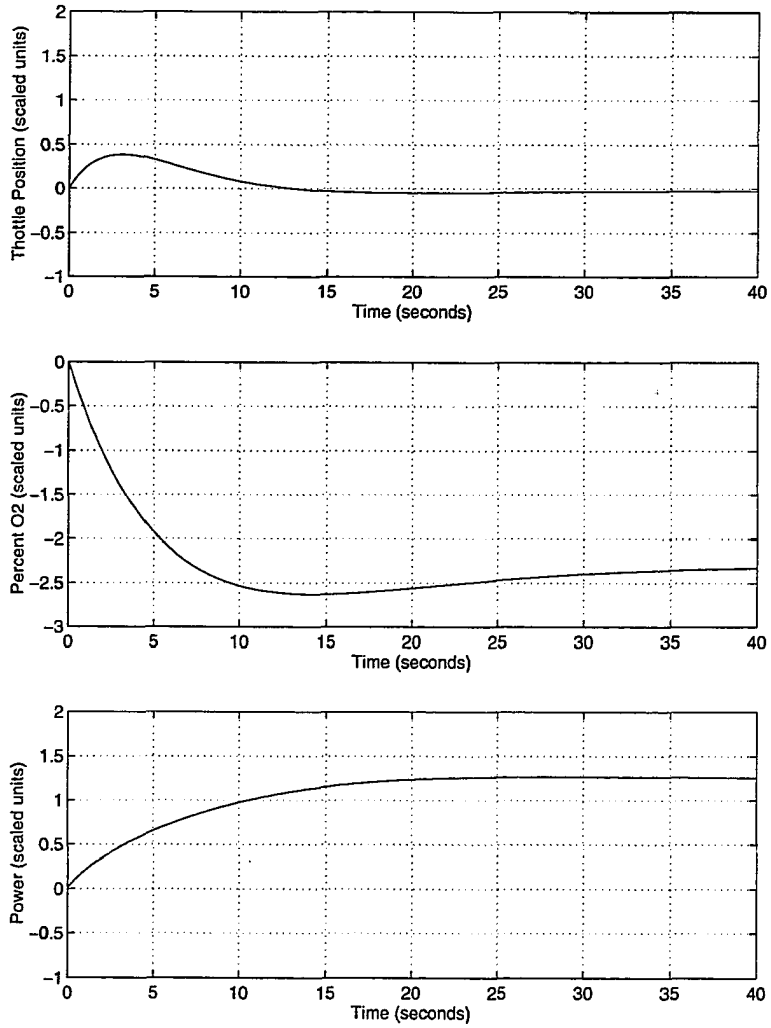 Thottle Position (scaled units)
2
1.5
1
0.5
0
−0.5
−1
0 5 10 15 20 25 30 35 40
Time (seconds)
Percent O2 (scaled units)
0
−0.5
−1
−1.5
−2
−2.5
−3
0 5 10 15 20 25 30 35 40
Time (seconds)
Power (scaled units)
2
1.5
1
0.5
0
−0.5
−1
0 5 10 15 20 25 30 35 40
Time (seconds)